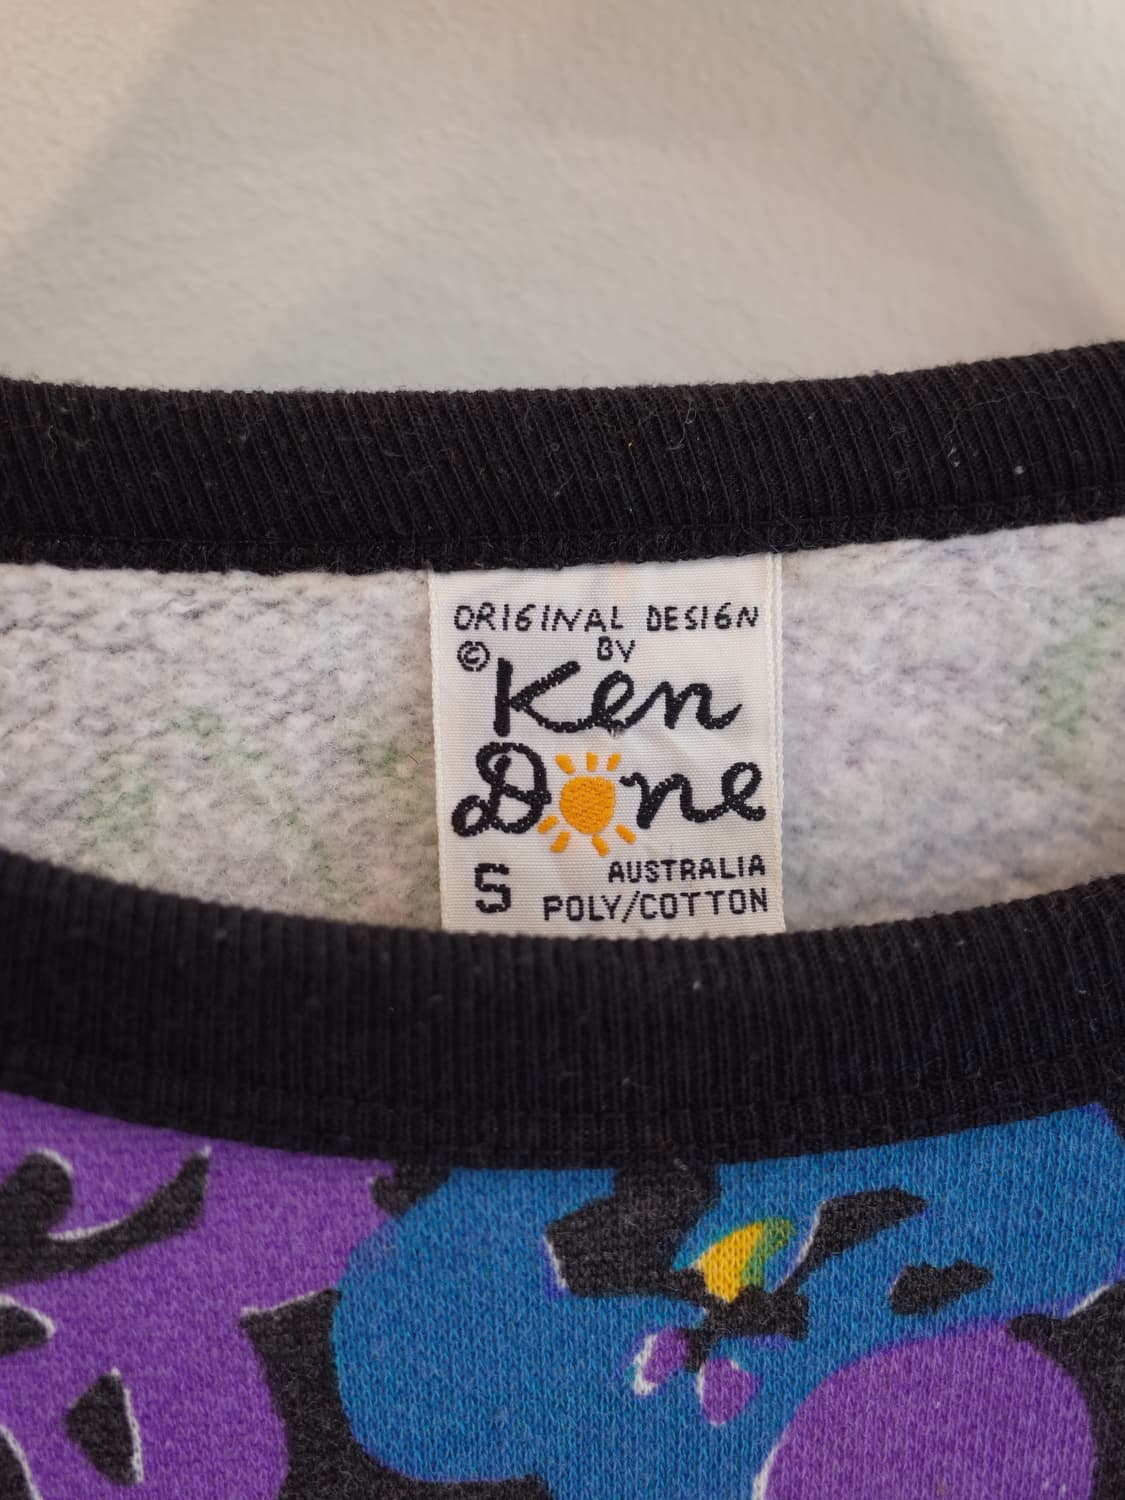 ORIGINAL DESIGN
© BY
Ken
Done
S AUSTRALIA
POLY/COTTON